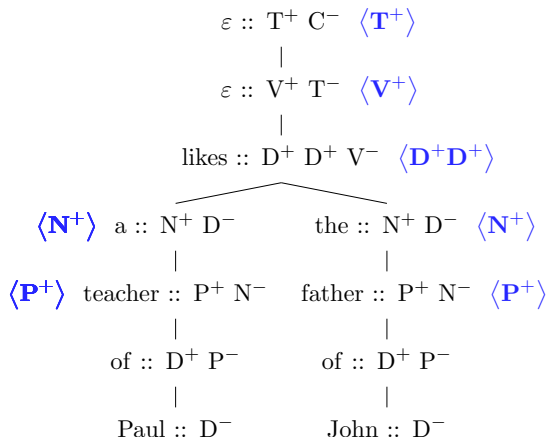 ε :: T⁺ C⁻ ⟨T⁺⟩
ε :: V⁺ T⁻ ⟨V⁺⟩
likes :: D⁺ D⁺ V⁻ ⟨D⁺D⁺⟩
⟨N⁺⟩ a :: N⁺ D⁻ the :: N⁺ D⁻ ⟨N⁺⟩
⟨P⁺⟩ teacher :: P⁺ N⁻ father :: P⁺ N⁻ ⟨P⁺⟩
of :: D⁺ P⁻ of :: D⁺ P⁻
Paul :: D⁻ John :: D⁻